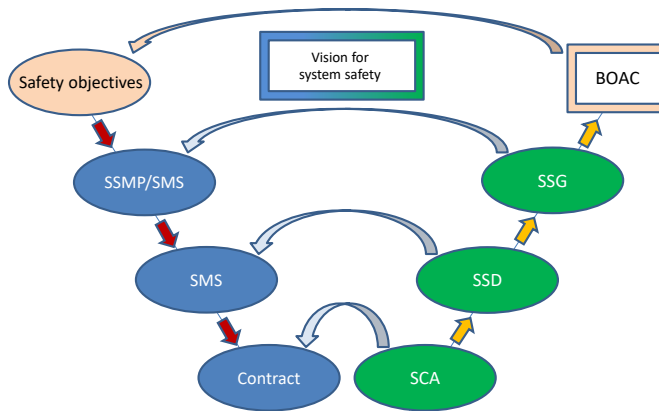 Vision for
system safety
Safety objectives
BOAC
SSMP/SMS
SSG
SMS
SSD
Contract
SCA